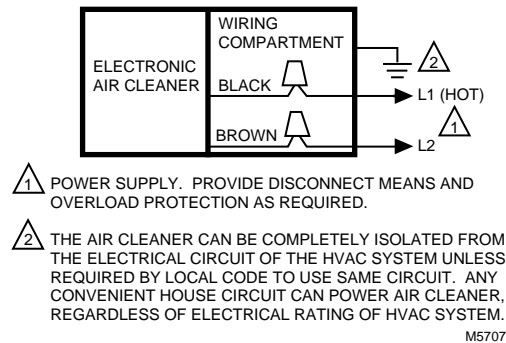 WIRING
COMPARTMENT
ELECTRONIC
AIR CLEANER
BLACK
BROWN
2
L1 (HOT)
1
L2
1 POWER SUPPLY. PROVIDE DISCONNECT MEANS AND
OVERLOAD PROTECTION AS REQUIRED.
2 THE AIR CLEANER CAN BE COMPLETELY ISOLATED FROM
THE ELECTRICAL CIRCUIT OF THE HVAC SYSTEM UNLESS
REQUIRED BY LOCAL CODE TO USE SAME CIRCUIT. ANY
CONVENIENT HOUSE CIRCUIT CAN POWER AIR CLEANER,
REGARDLESS OF ELECTRICAL RATING OF HVAC SYSTEM.
M5707